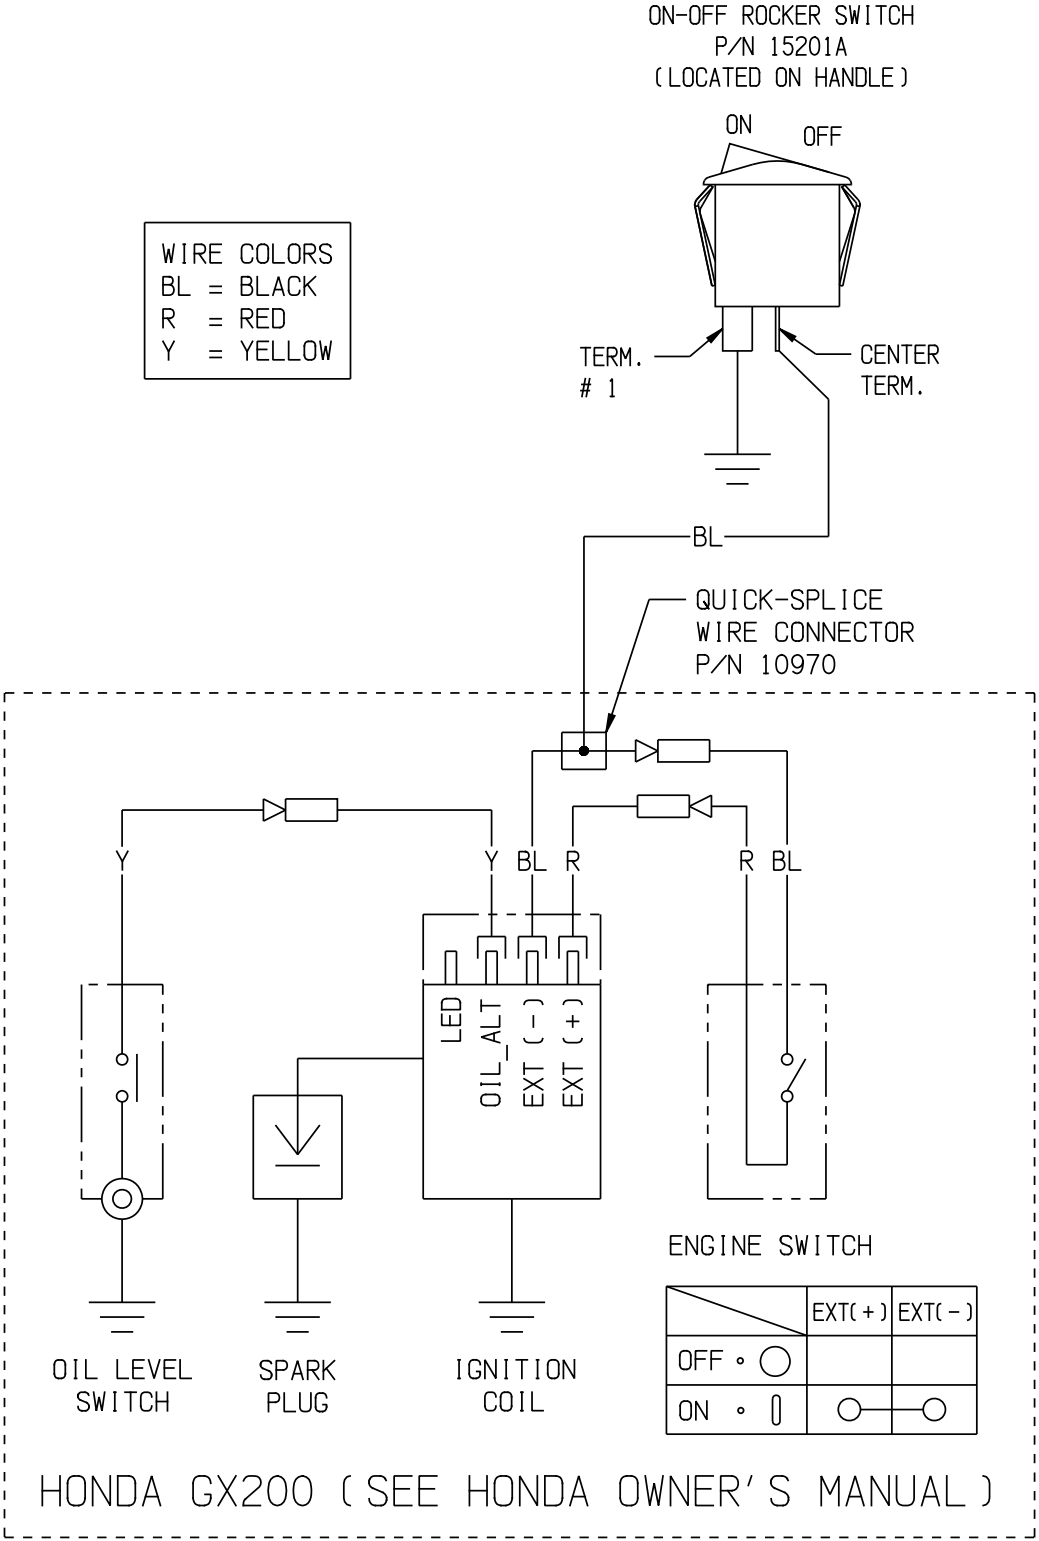 ON-OFF ROCKER SWITCH
P/N 15201A
(LOCATED ON HANDLE)
ON
OFF
WIRE COLORS
BL = BLACK
R = RED
Y = YELLOW
TERM.
# 1
CENTER
TERM.
BL
QUICK-SPLICE
WIRE CONNECTOR
P/N 10970
Y
Y
BL
R
R
BL
LED
OIL_ALT
EXT (-)
EXT (+)
ENGINE SWITCH
EXT(+) EXT(-)
OFF
ON
OIL LEVEL
SWITCH
SPARK
PLUG
IGNITION
COIL
HONDA GX200 (SEE HONDA OWNER'S MANUAL)